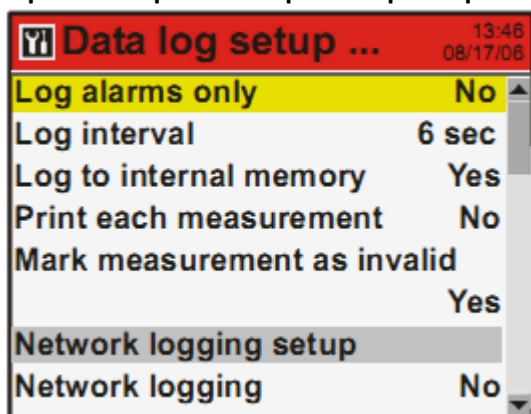 Data log setup ... 13:46
08/17/06
Log alarms only No
Log interval 6 sec
Log to internal memory Yes
Print each measurement No
Mark measurement as invalid
Yes
Network logging setup
Network logging No